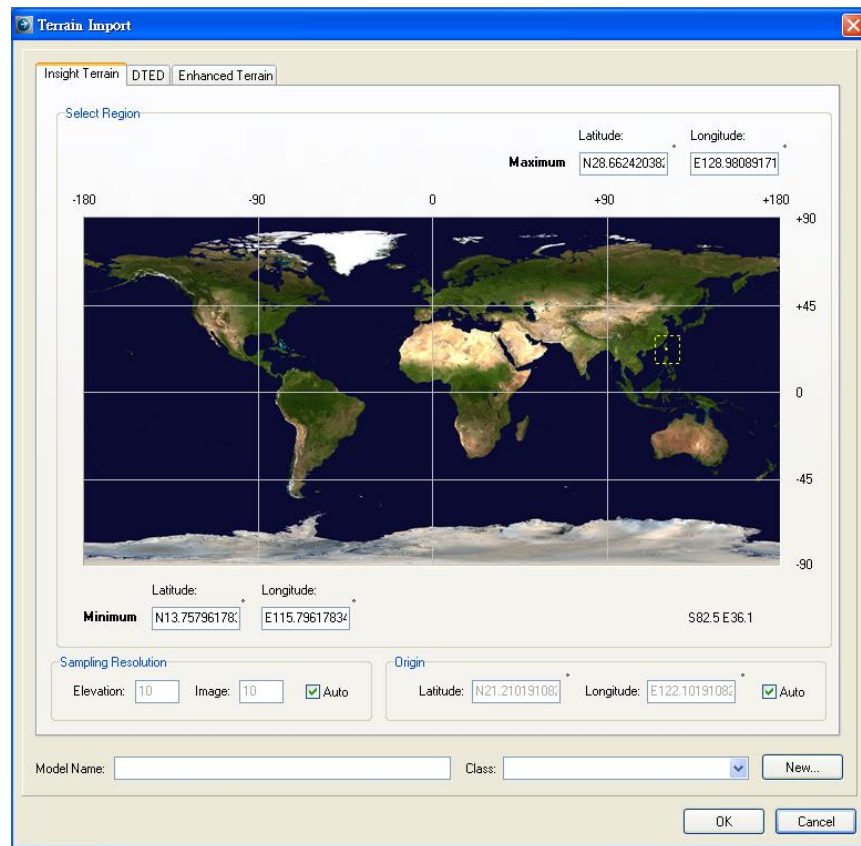 Terrain Import
Insight Terrain DTED Enhanced Terrain
Select Region
Latitude: Longitude:
Maximum N28.66242038 ° E128.98089171 °
-180 -90 0 +90 +180
+90
+45
0
-45
-90
Latitude: Longitude:
Minimum N13.75796178 ° E115.79617834 °
S82.5 E36.1
Sampling Resolution Origin
Elevation: 10 Image: 10 Auto Latitude: N21.21019108 ° Longitude: E122.1019108 ° Auto
Model Name: Class: New...
OK Cancel